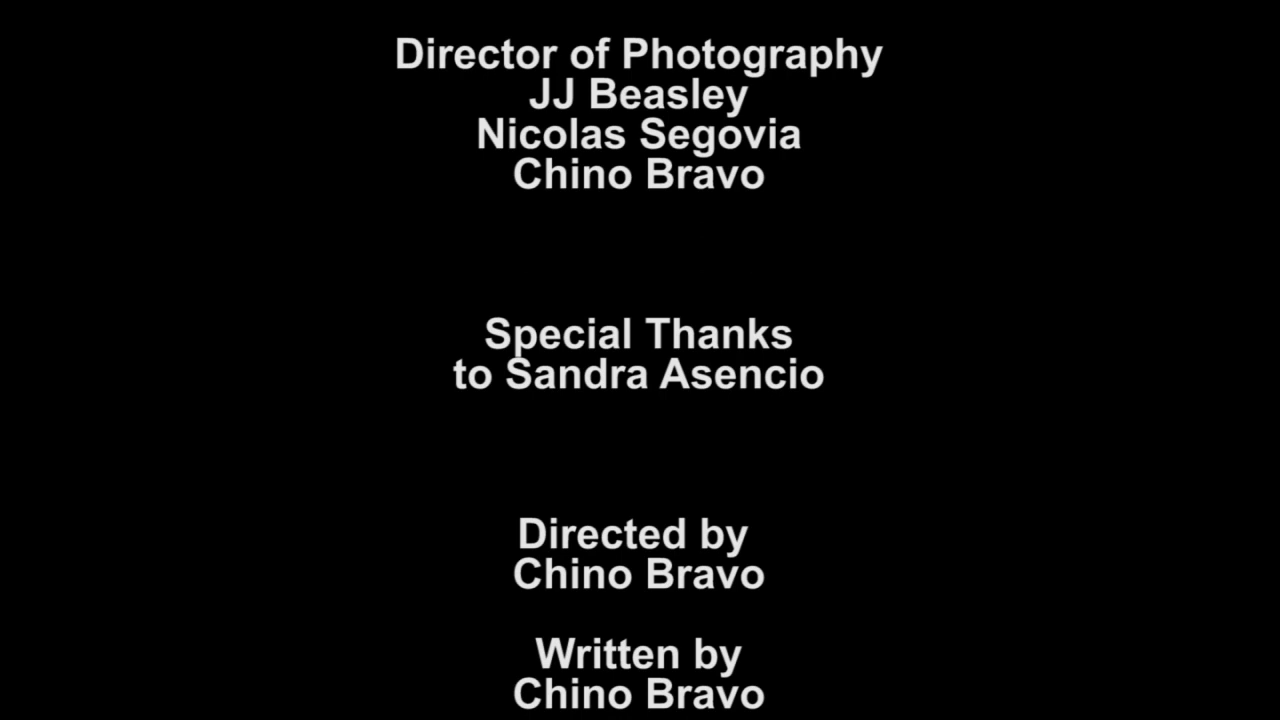 Director of Photography
JJ Beasley
Nicolas Segovia
Chino Bravo
Special Thanks
to Sandra Asencio
Directed by
Chino Bravo
Written by
Chino Bravo